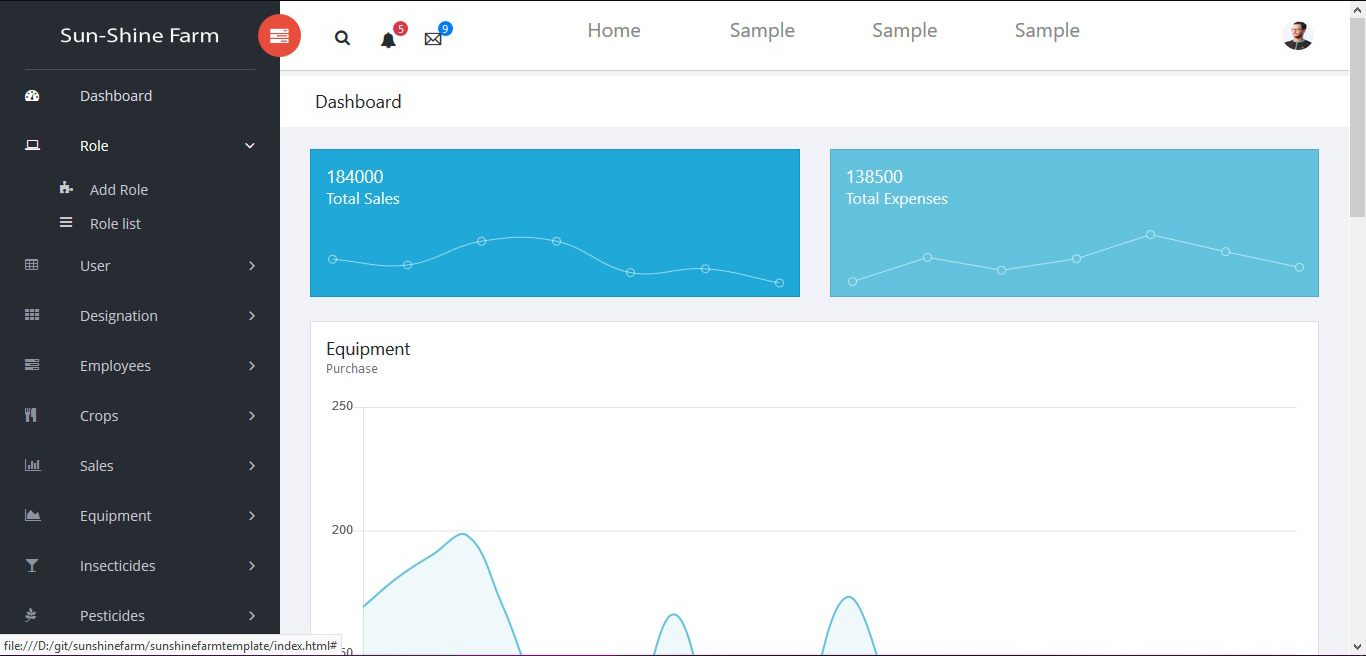 Sun-Shine Farm
5
9
Home
Sample
Sample
Sample
Dashboard
Role
Add Role
Role list
User
Designation
Employees
Crops
Sales
Equipment
Insecticides
Pesticides
Dashboard
184000
Total Sales
138500
Total Expenses
Equipment
Purchase
250
200
file:///D:/git/sunshinefarm/sunshinefarmtemplate/index.html#